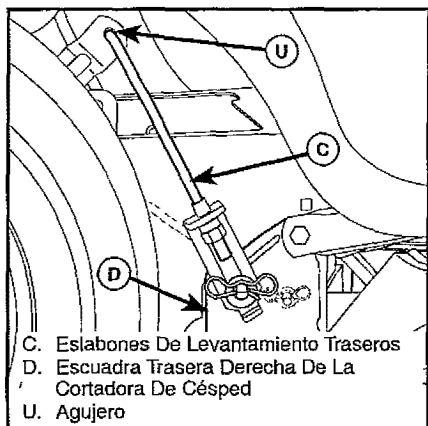 U
C
D
C. Eslabones De Levantamiento Traseros
D. Escuadra Trasera Derecha De La
Cortadora De Césped
U. Agujero